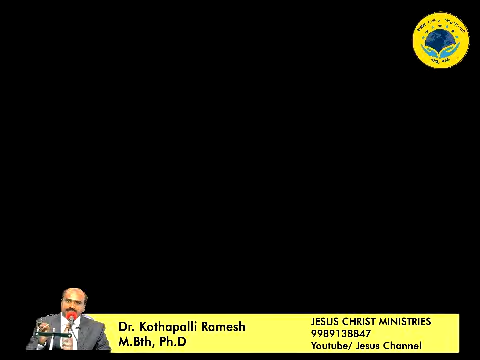 Dr. Kothapalli Ramesh
M.Bth, Ph.D
JESUS CHRIST MINISTRIES
9989138847
Youtube/ Jesus Channel